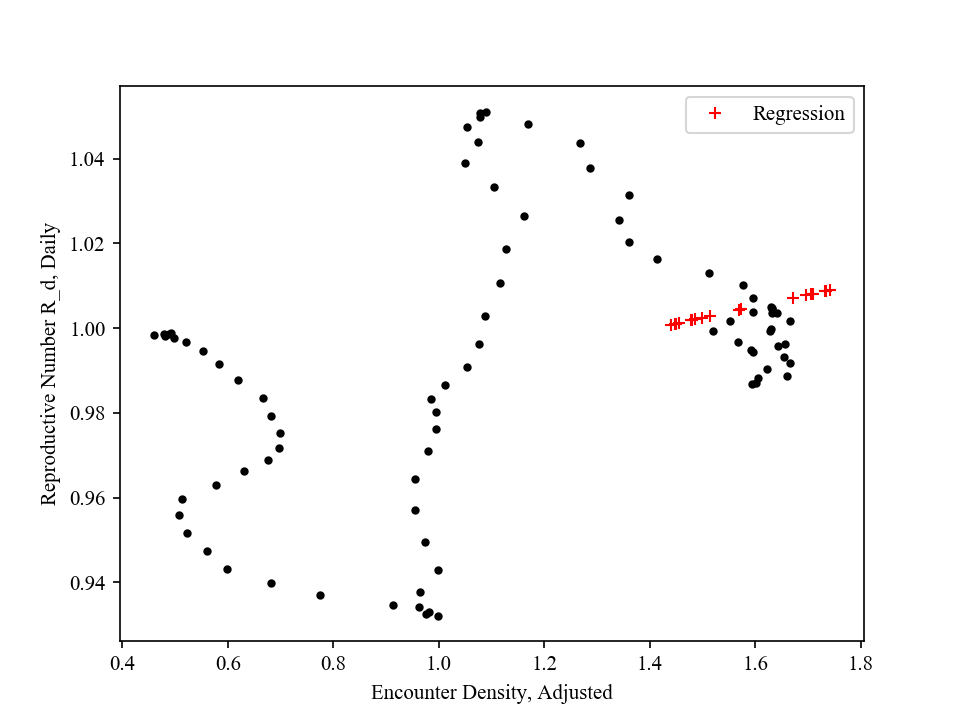 Regression
1.04
1.02
1.00
0.98
0.96
0.94
Reproductive Number R_d, Daily
0.4 0.6 0.8 1.0 1.2 1.4 1.6 1.8
Encounter Density, Adjusted